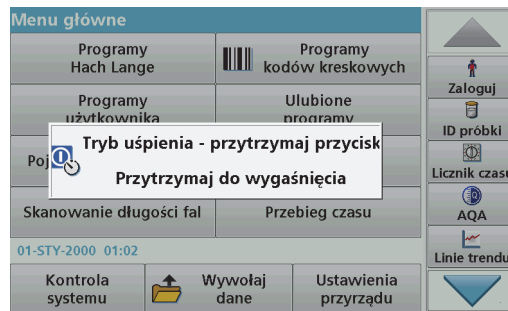 Menu główne
Programy
Hach Lange
Programy
kodów kreskowych
Programy
użytkownika
Ulubione
programy
Tryb uśpienia - przytrzymaj przycisk
Przytrzymaj do wygaśnięcia
Poj
Skanowanie długości fal
Przebieg czasu
01-STY-2000 01:02
Kontrola
systemu
Wywołaj
dane
Ustawienia
przyrządu
Zaloguj
ID próbki
Licznik czasu
AQA
Linie trendu